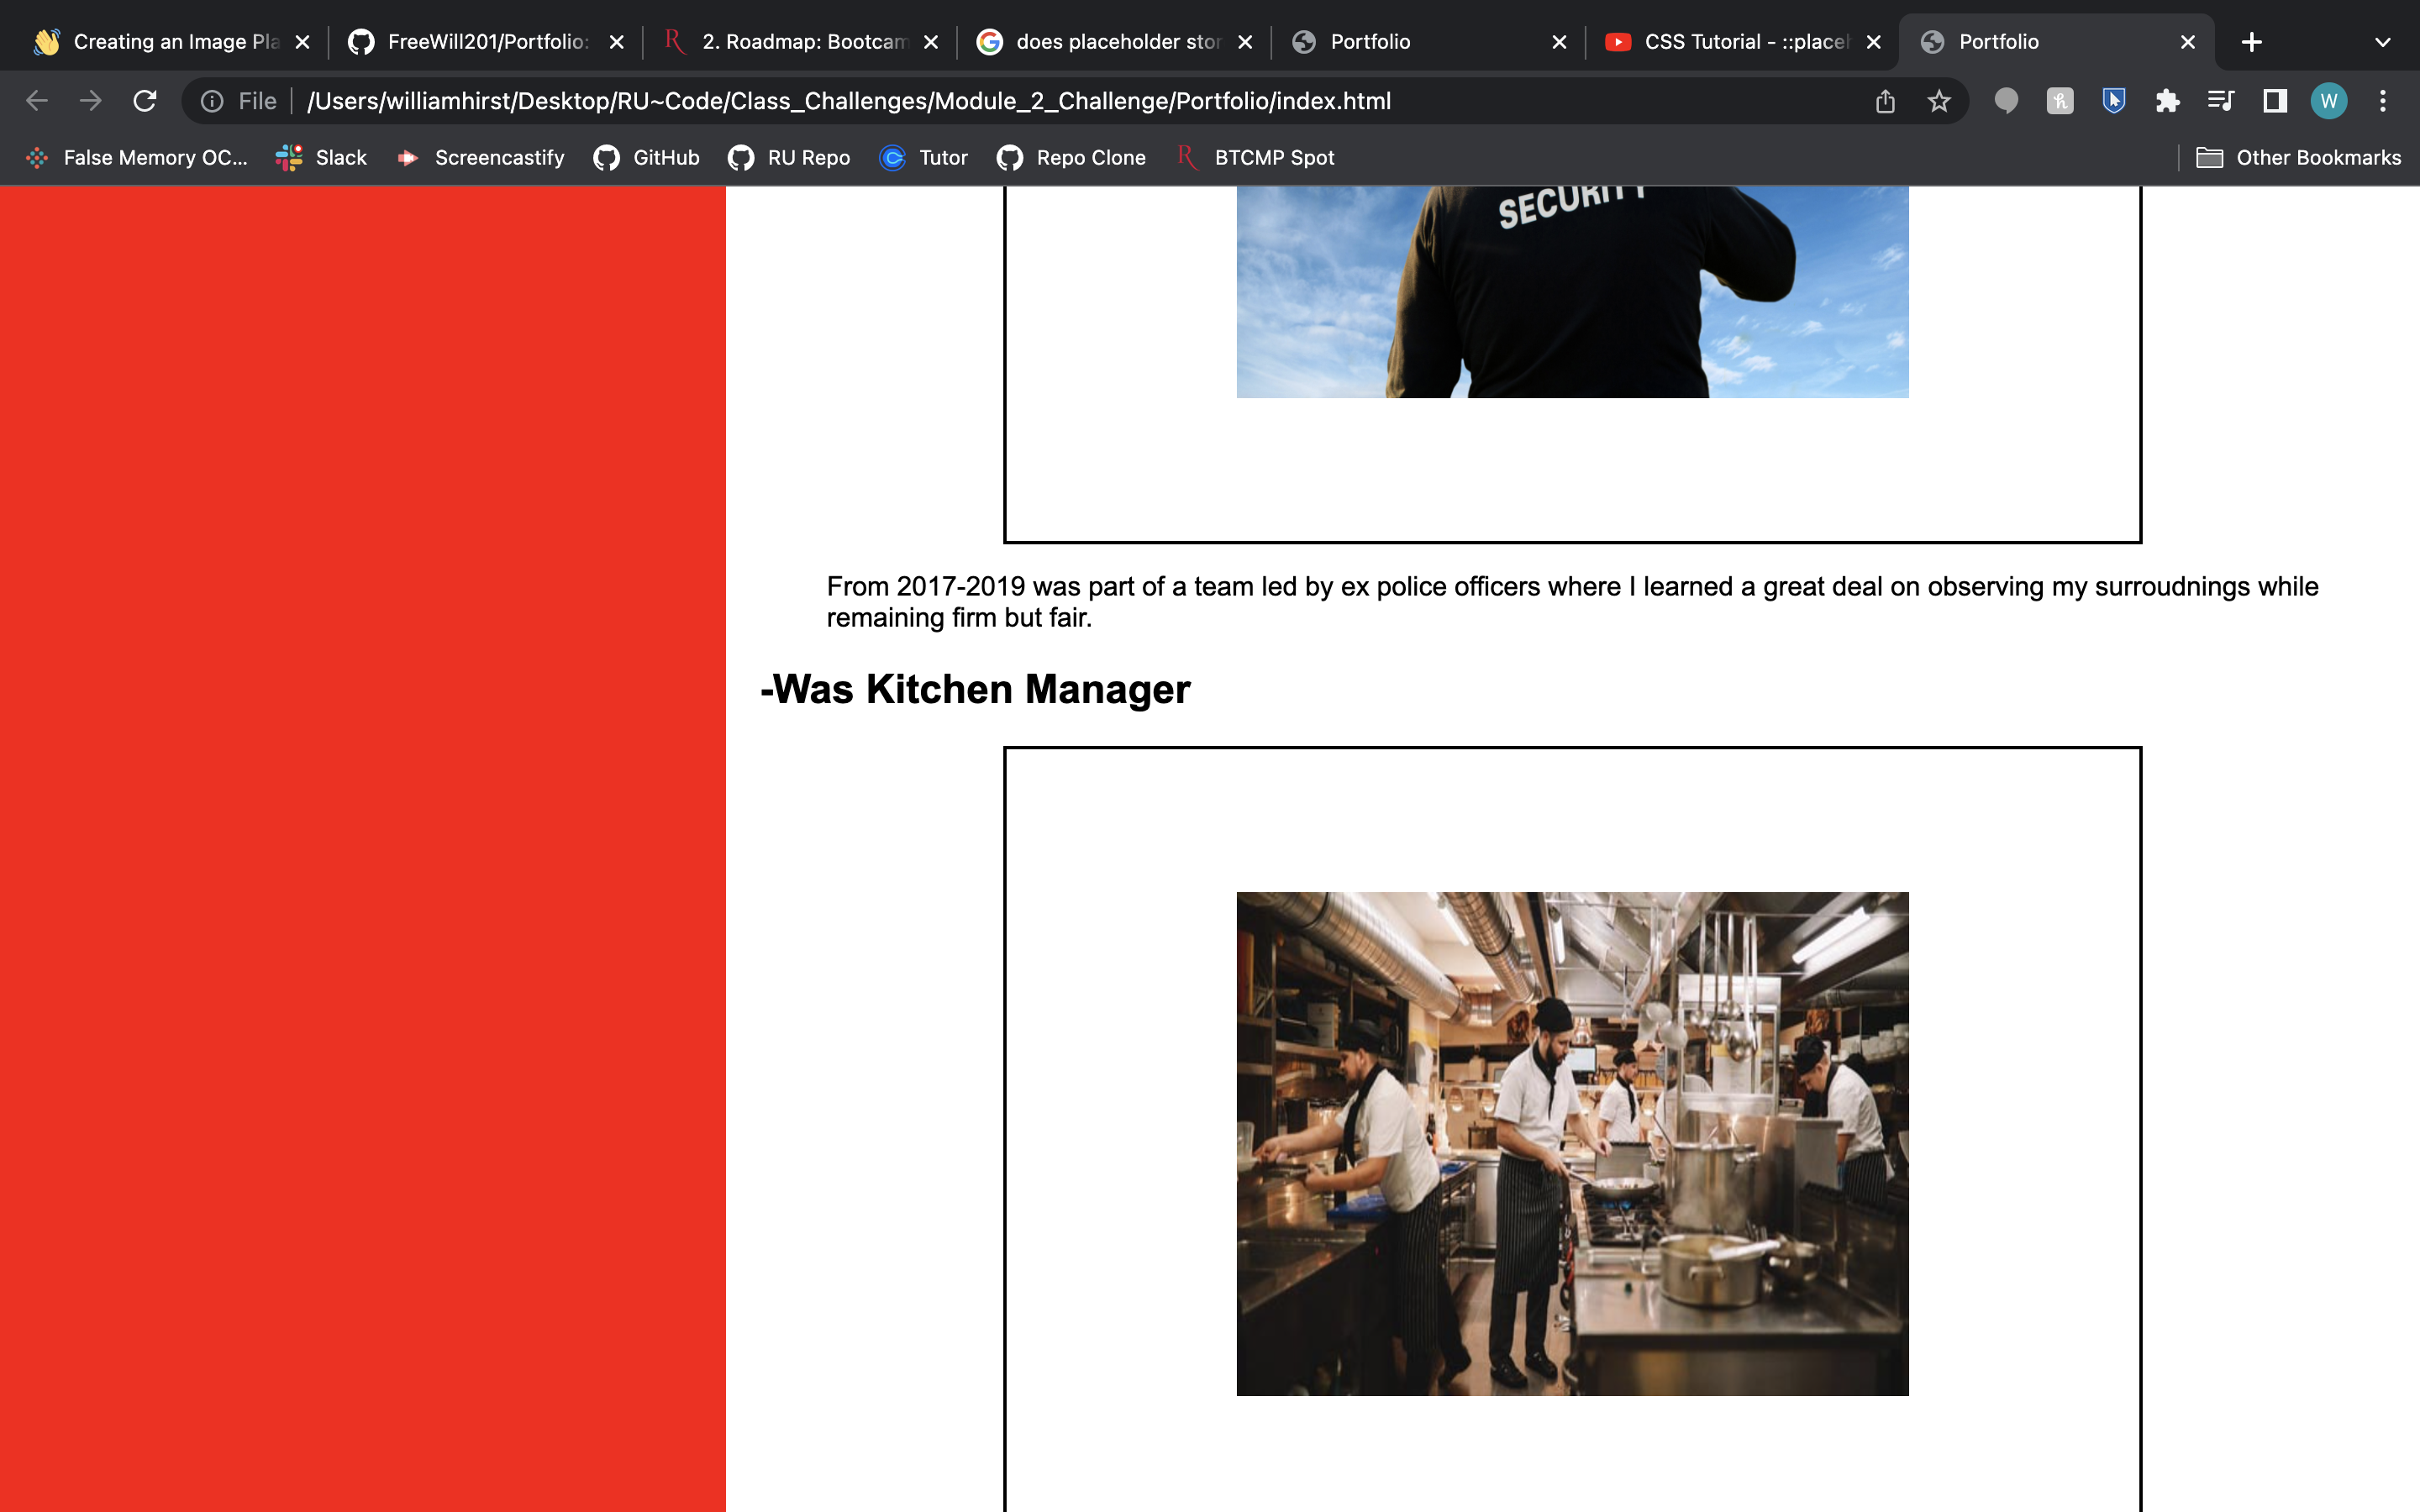 Creating an Image Pla
FreeWill201/Portfolio:
2. Roadmap: Bootcam
does placeholder stor
Portfolio
CSS Tutorial - ::placeh
Portfolio
File
/Users/williamhirst/Desktop/RU~Code/Class_Challenges/Module_2_Challenge/Portfolio/index.html
W
False Memory OC...
Slack
Screencastify
GitHub
RU Repo
Tutor
Repo Clone
BTCMP Spot
Other Bookmarks
SECURITY
From 2017-2019 was part of a team led by ex police officers where I learned a great deal on observing my surroudnings while
remaining firm but fair.
-Was Kitchen Manager